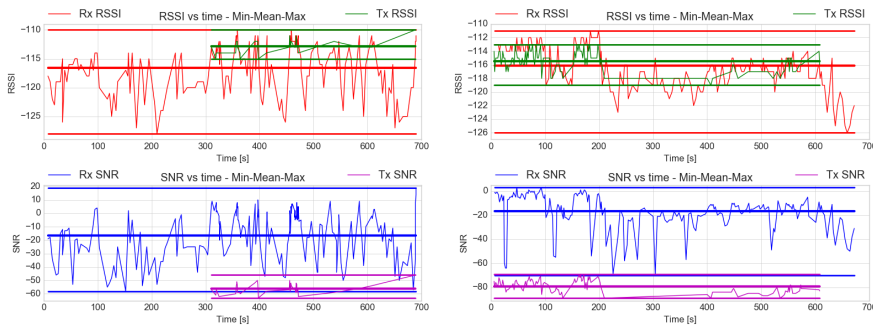 Rx RSSI Tx RSSI
RSSI vs time - Min-Mean-Max
−110
−115
−120
−125
RSSI
0 100 200 300 400 500 600 700
Time [s]
Rx RSSI Tx RSSI
RSSI vs time - Min-Mean-Max
−110
−112
−114
−116
−118
−120
−122
−124
−126
RSSI
0 100 200 300 400 500 600 700
Time [s]
Rx SNR Tx SNR
SNR vs time - Min-Mean-Max
20
10
0
−10
−20
−30
−40
−50
−60
SNR
0 100 200 300 400 500 600 700
Time [s]
Rx SNR Tx SNR
SNR vs time - Min-Mean-Max
0
−20
−40
−60
−80
SNR
0 100 200 300 400 500 600 700
Time [s]